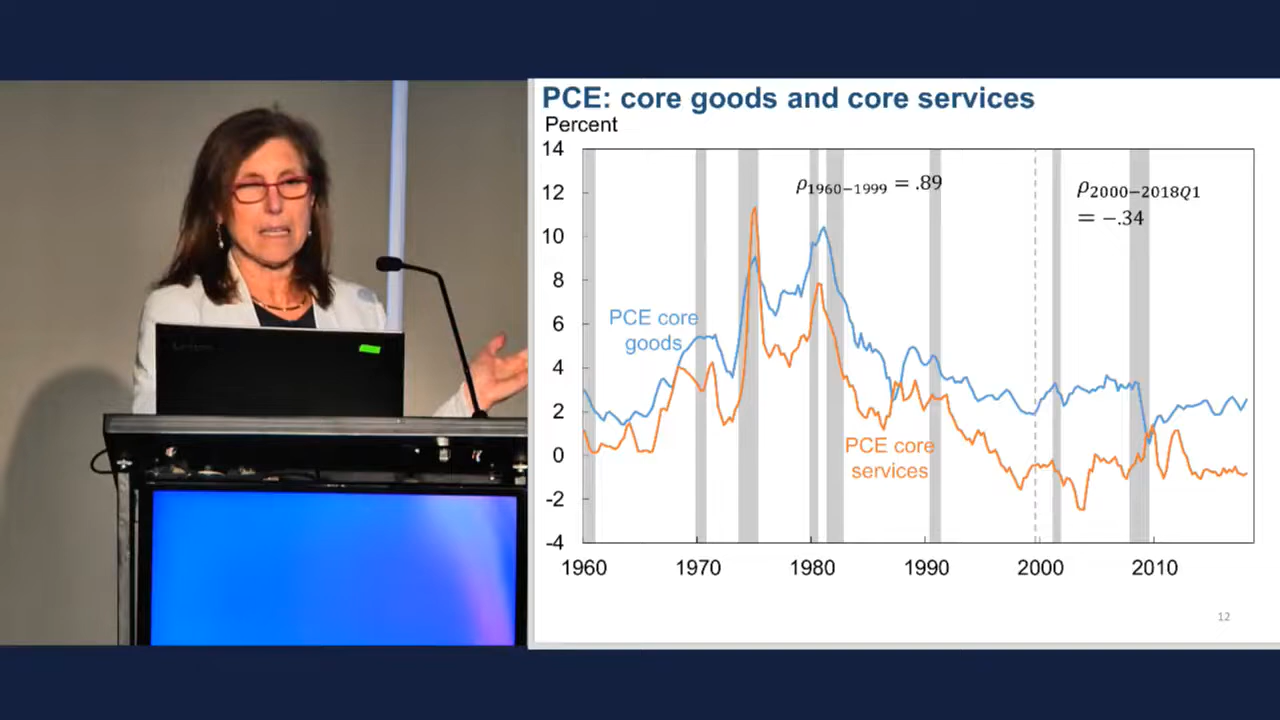 PCE: core goods and core services
Percent
14
12
10
8
6
4
2
0
-2
-4
ρ1960−1999 = .89
ρ2000−2018Q1
= −.34
PCE core
goods
PCE core
services
1960 1970 1980 1990 2000 2010
12